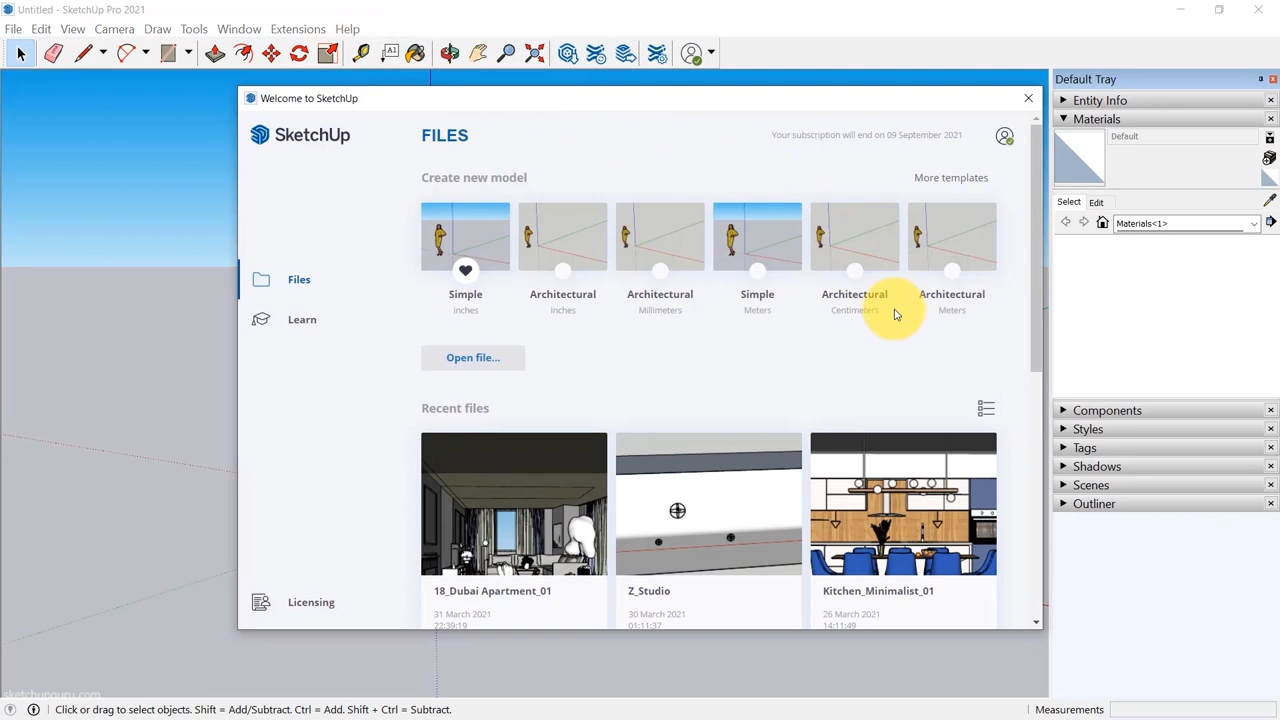 Untitled - SketchUp Pro 2021
File Edit View Camera Draw Tools Window Extensions Help
Default Tray
Entity Info
Materials
Default
Select Edit
Materials<1>
Components
Styles
Tags
Shadows
Scenes
Outliner
Welcome to SketchUp
SketchUp
Files
Learn
Licensing
FILES
Your subscription will end on 09 September 2021
Create new model
More templates
Simple Architectural Architectural Simple Architectural Architectural
Inches Inches Millimeters Meters Centimeters Meters
Open file...
Recent files
18_Dubai Apartment_01 Z_Studio Kitchen_Minimalist_01
31 March 2021 30 March 2021 26 March 2021
22:39:19 01:11:37 14:11:49
sketchupguru.com
Click or drag to select objects. Shift = Add/Subtract. Ctrl = Add. Shift + Ctrl = Subtract.
Measurements